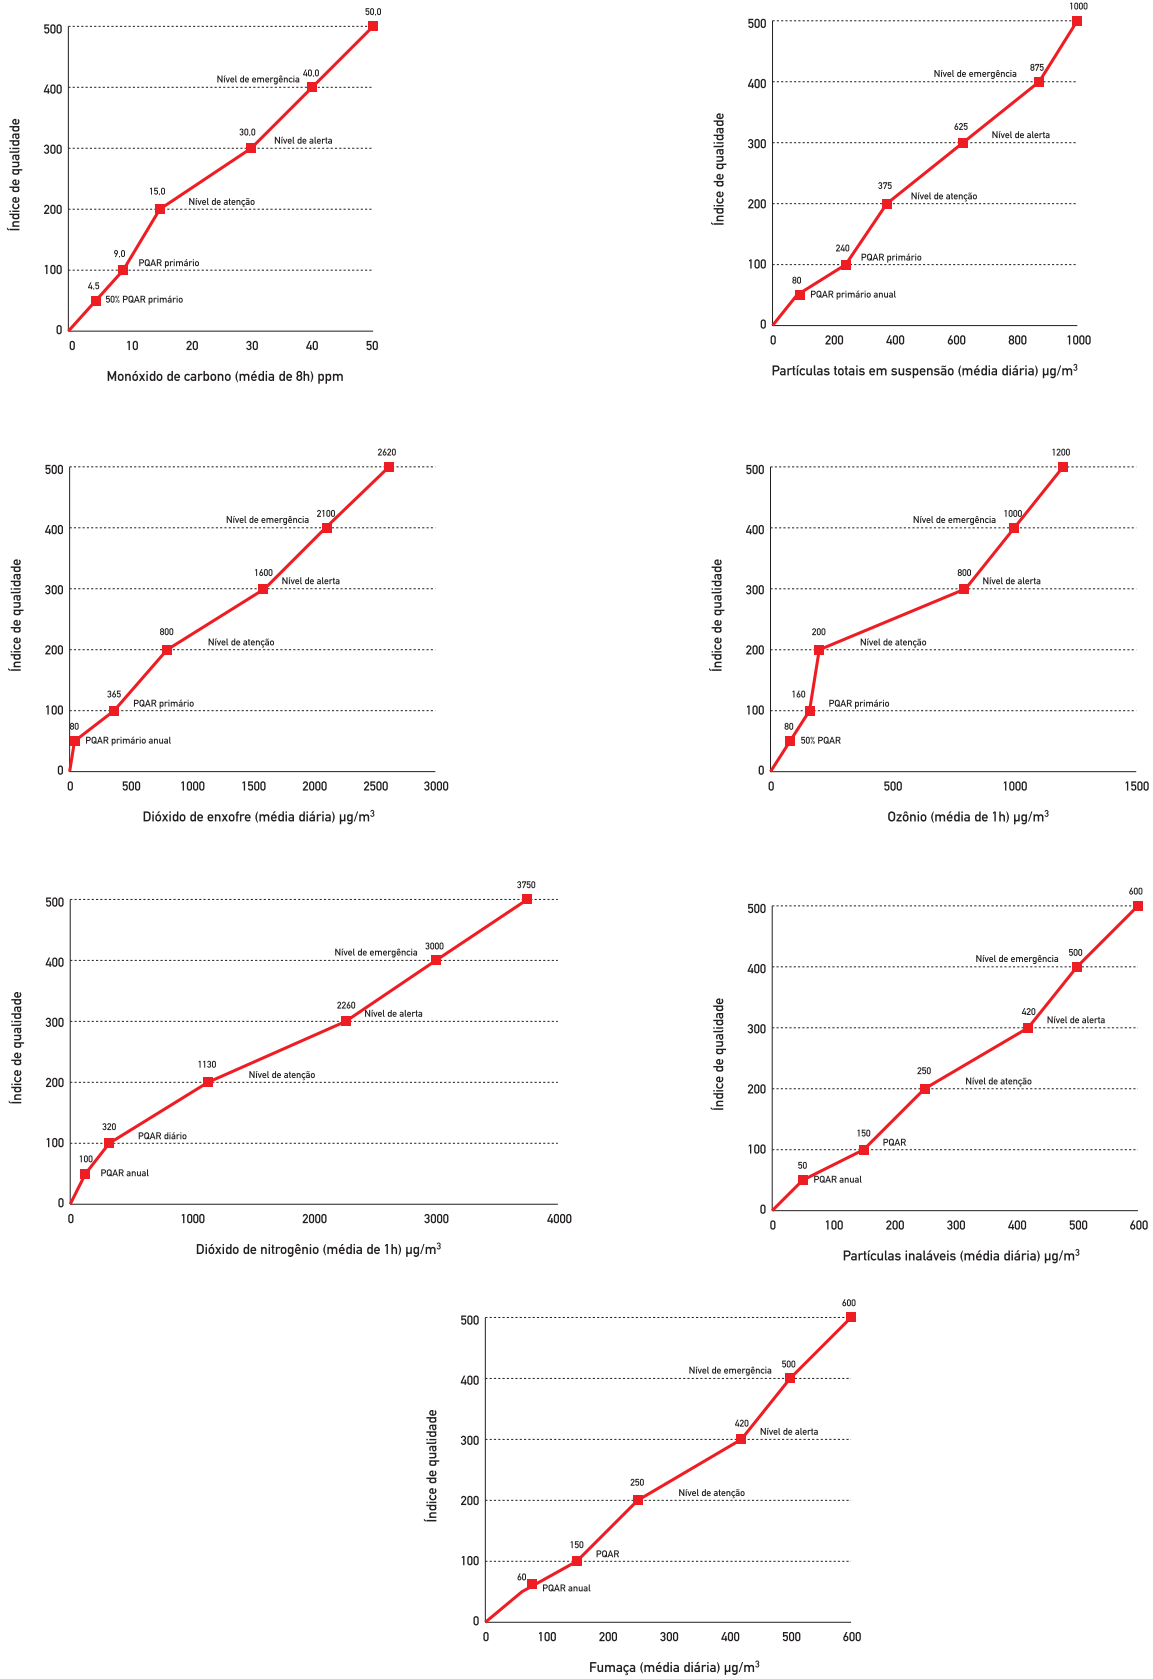 50,0
500
Nível de emergência
40,0
400
30,0
Nível de alerta
300
15,0
Nível de atenção
200
9,0
PQAR primário
100
4,5
50% PQAR primário
0
0 10 20 30 40 50
Índice de qualidade
Monóxido de carbono (média de 8h) ppm
1000
500
875
Nível de emergência
400
625
Nível de alerta
300
375
Nível de atenção
200
240
PQAR primário
100
80
PQAR primário anual
0
0 200 400 600 800 1000
Índice de qualidade
Partículas totais em suspensão (média diária) µg/m³
2620
500
2100
Nível de emergência
400
1600
Nível de alerta
300
800
Nível de atenção
200
365
PQAR primário
100
80
PQAR primário anual
0
0 500 1000 1500 2000 2500 3000
Índice de qualidade
Dióxido de enxofre (média diária) µg/m³
1200
500
Nível de emergência
1000
400
800
Nível de alerta
300
200
Nível de atenção
200
160
PQAR primário
100
80
50% PQAR
0
0 500 1000 1500
Índice de qualidade
Ozônio (média de 1h) µg/m³
3750
500
3000
Nível de emergência
400
2260
Nível de alerta
300
1130
Nível de atenção
200
320
PQAR diário
100
100
PQAR anual
0
0 1000 2000 3000 4000
Índice de qualidade
Dióxido de nitrogênio (média de 1h) µg/m³
600
500
500
Nível de emergência
400
420
Nível de alerta
300
250
Nível de atenção
200
150
PQAR
100
50
PQAR anual
0
0 100 200 300 400 500 600
Índice de qualidade
Partículas inaláveis (média diária) µg/m³
600
500
500
Nível de emergência
400
420
Nível de alerta
300
250
Nível de atenção
200
150
PQAR
100
60
PQAR anual
0
0 100 200 300 400 500 600
Índice de qualidade
Fumaça (média diária) µg/m³